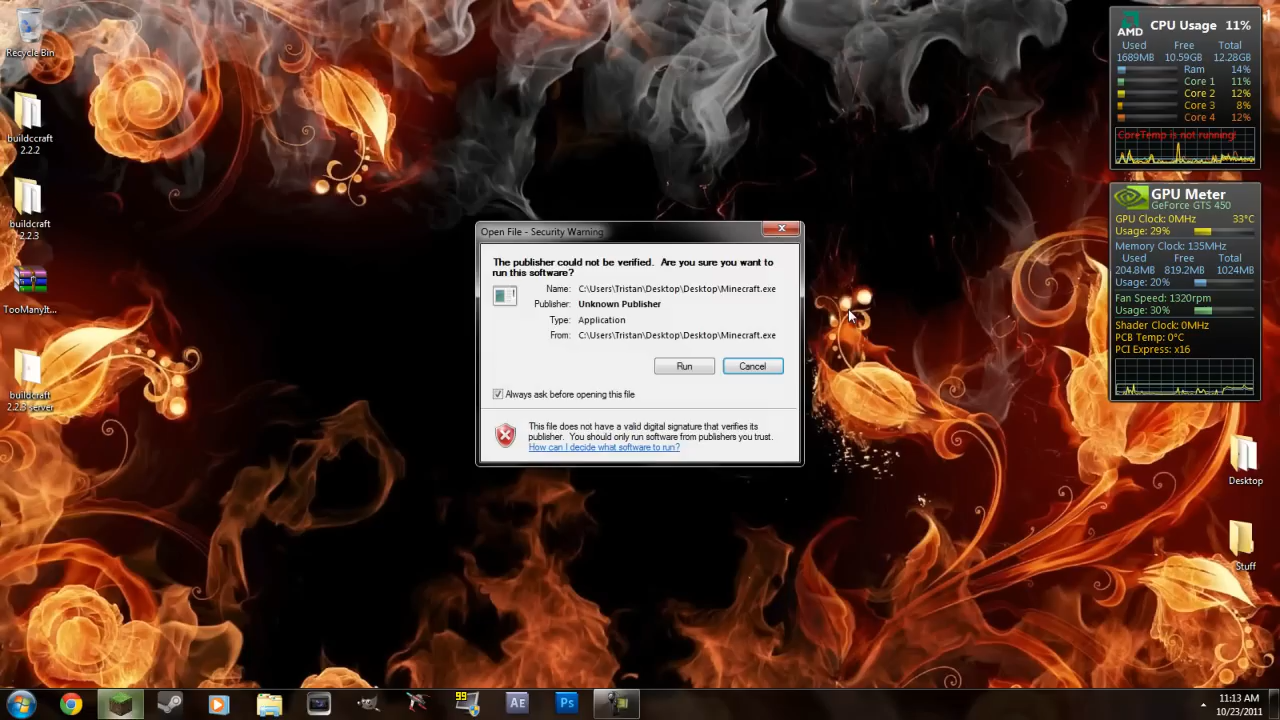 Recycle Bin
buildccraft
2.2.2
buildcraft
2.2.3
TooManyIt...
buildcraft
2.2.3 server
Open File - Security Warning
The publisher could not be verified. Are you sure you want to
run this software?
Name: C:\Users\Tristan\Desktop\Desktop\Minecraft.exe
Publisher: Unknown Publisher
Type: Application
From: C:\Users\Tristan\Desktop\Desktop\Minecraft.exe
Run Cancel
Always ask before opening this file
This file does not have a valid digital signature that verifies its
publisher. You should only run software from publishers you trust.
How can I decide what software to run?
AMD CPU Usage 11%
Used Free Total
1689MB 10.59GB 12.28GB
Ram 14%
Core 1 11%
Core 2 12%
Core 3 8%
Core 4 12%
CoreTemp is not running!
GPU Meter
GeForce GTS 450
GPU Clock: 0MHz 33°C
Usage: 29%
Memory Clock: 135MHz
Used Free Total
204.8MB 819.2MB 1024MB
Usage: 20%
Fan Speed: 1320rpm
Usage: 30%
Shader Clock: 0MHz
PCB Temp: 0°C
PCI Express: x16
Desktop
Stuff
99
Ae
Ps
11:13 AM
10/23/2011